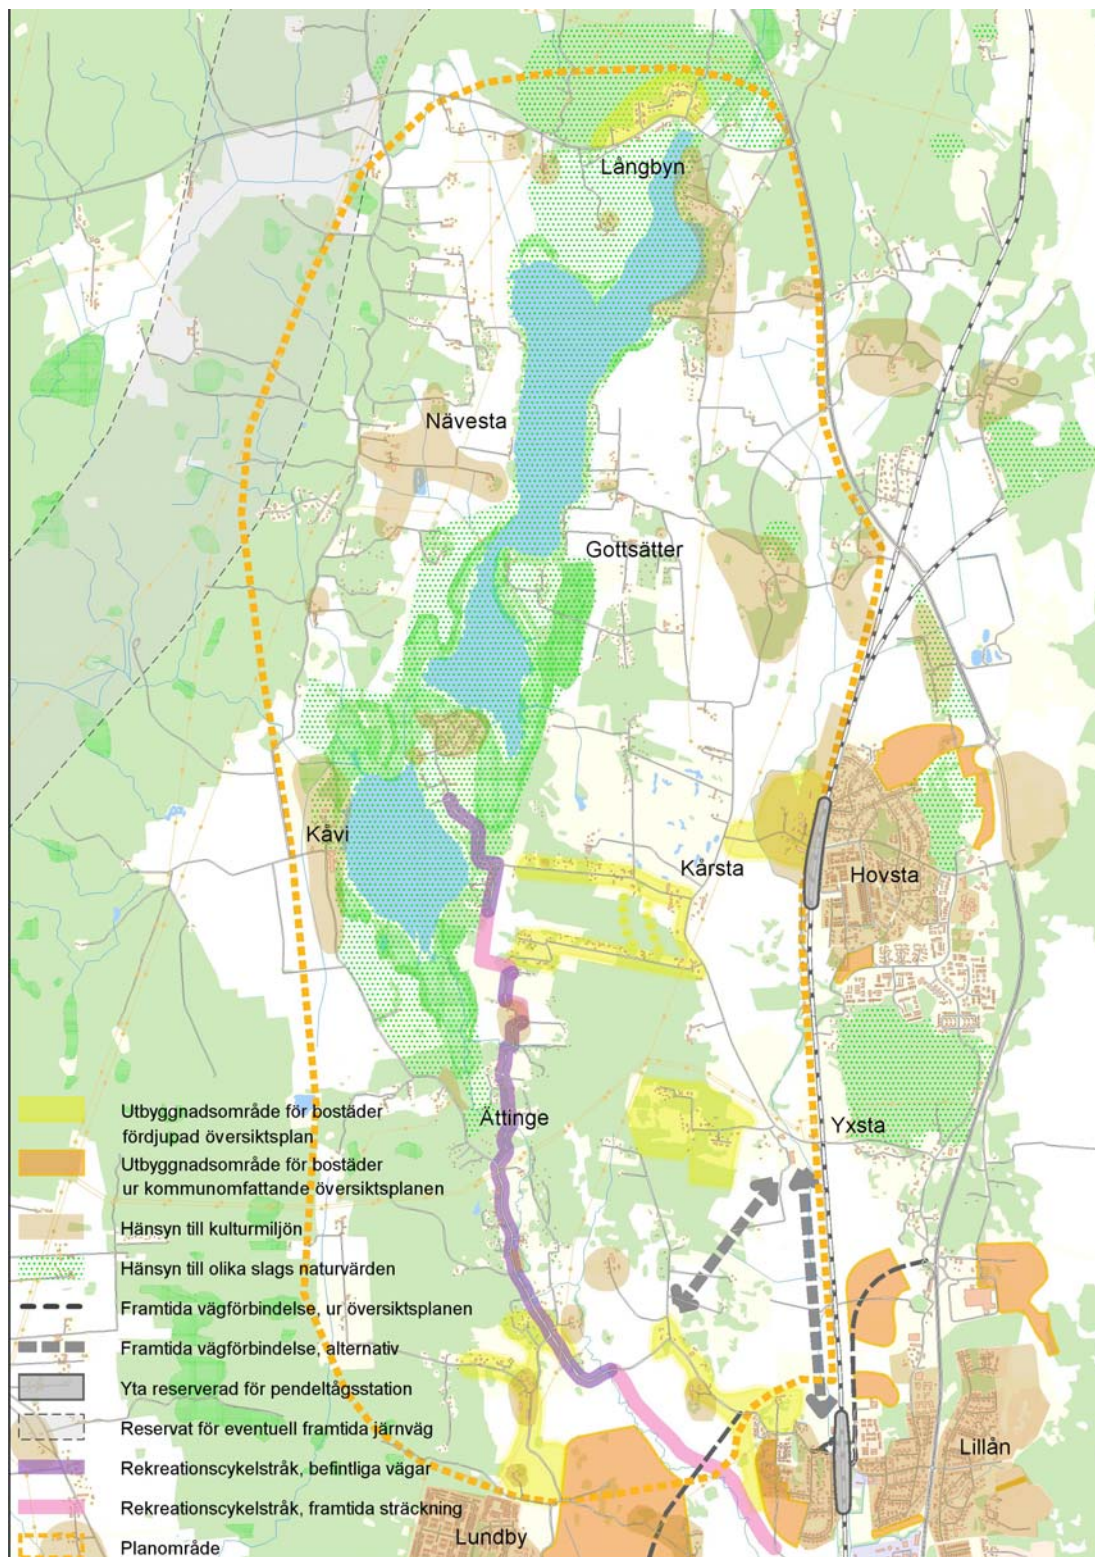 Långbyn
Nävesta
Gottsätter
Kåvi
Kårsta
Hovsta
Ättinge
Yxsta
Utbyggnadsområde för bostäder
fördjupad översiktsplan
Utbyggnadsområde för bostäder
ur kommunomfattande översiktsplanen
Hänsyn till kulturmiljön
Hänsyn till olika slags naturvärden
Framtida vägförbindelse, ur översiktsplanen
Framtida vägförbindelse, alternativ
Yta reserverad för pendeltågsstation
Reservat för eventuell framtida järnväg
Rekreationscykelstråk, befintliga vägar
Rekreationscykelstråk, framtida sträckning
Planområde
Lillån
Lundby